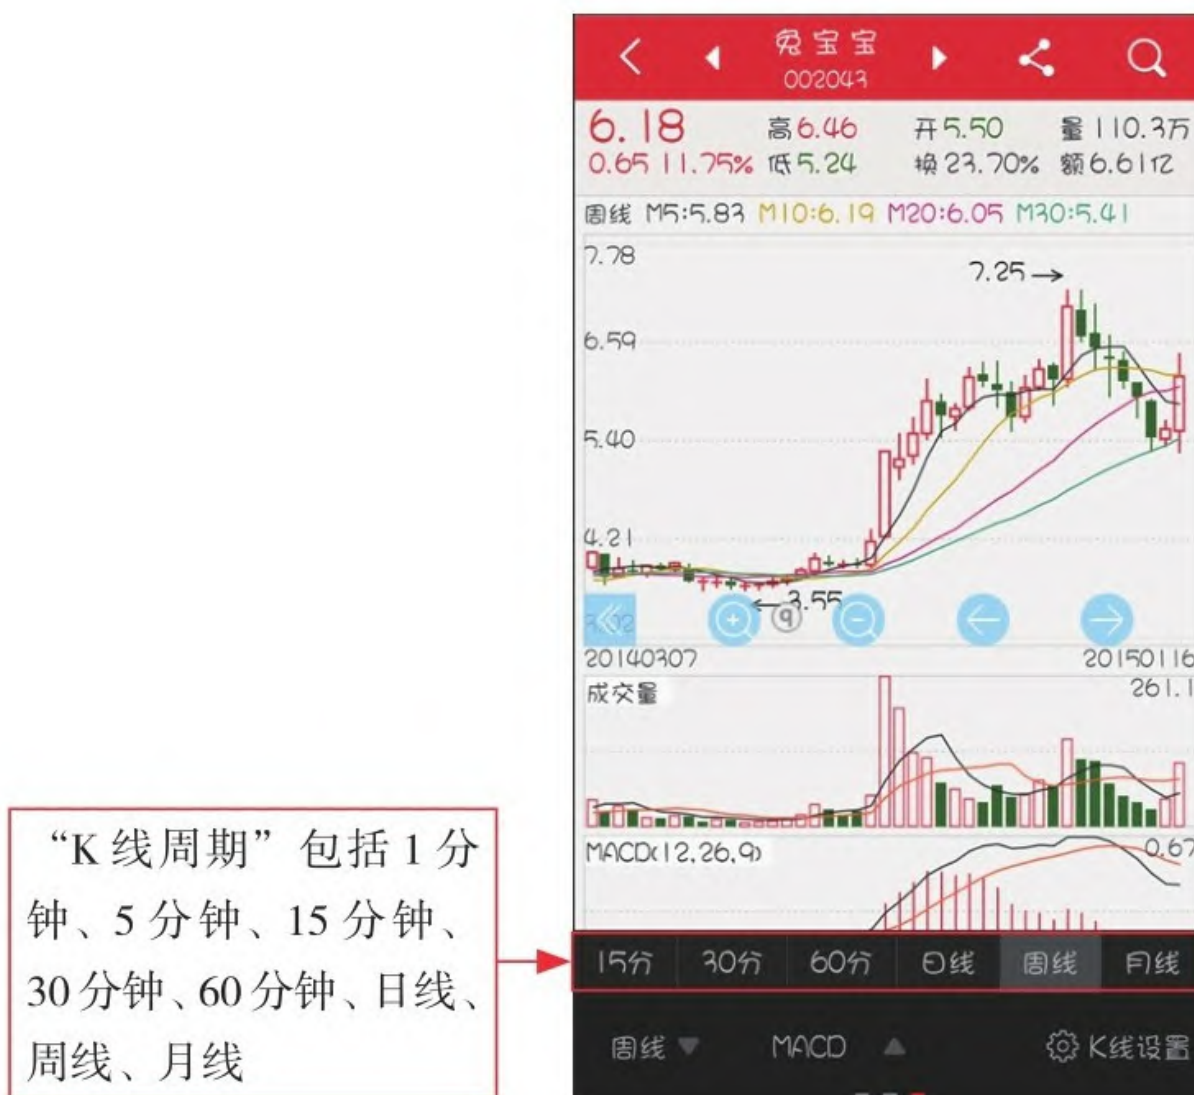 兔宝宝
002043
6.18 高6.46 开5.50 量110.3万
0.65 11.75% 低5.24 换23.70% 额6.61亿
周线 M5:5.83 M10:6.19 M20:6.05 M30:5.41
7.78
7.25
6.59
5.40
4.21
3.55
9
3.02
20140307 20150116
成交量 261.1
MACD(12,26,9) 0.67
“K 线周期”包括 1 分
钟、5 分钟、15 分钟、
30 分钟、60 分钟、日线、
周线、月线
15分 30分 60分 日线 周线 月线
周线 MACD K线设置